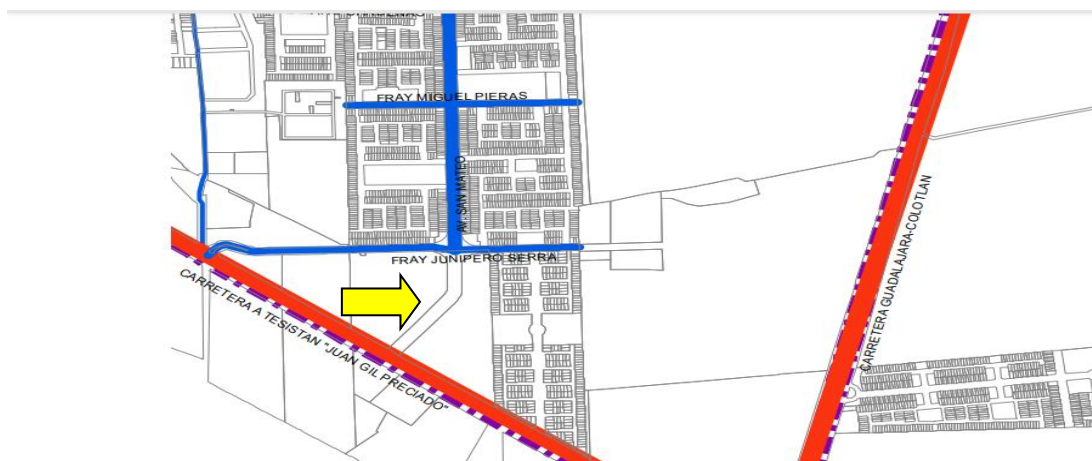 FRAY MIGUEL PIERAS
AV. SAN MATEO
FRAY JUNIPERO SERRA
CARRETERA A TESISTAN "JUAN GIL PRECIADO"
CARRETERA GUADALAJARA-COLOTLAN